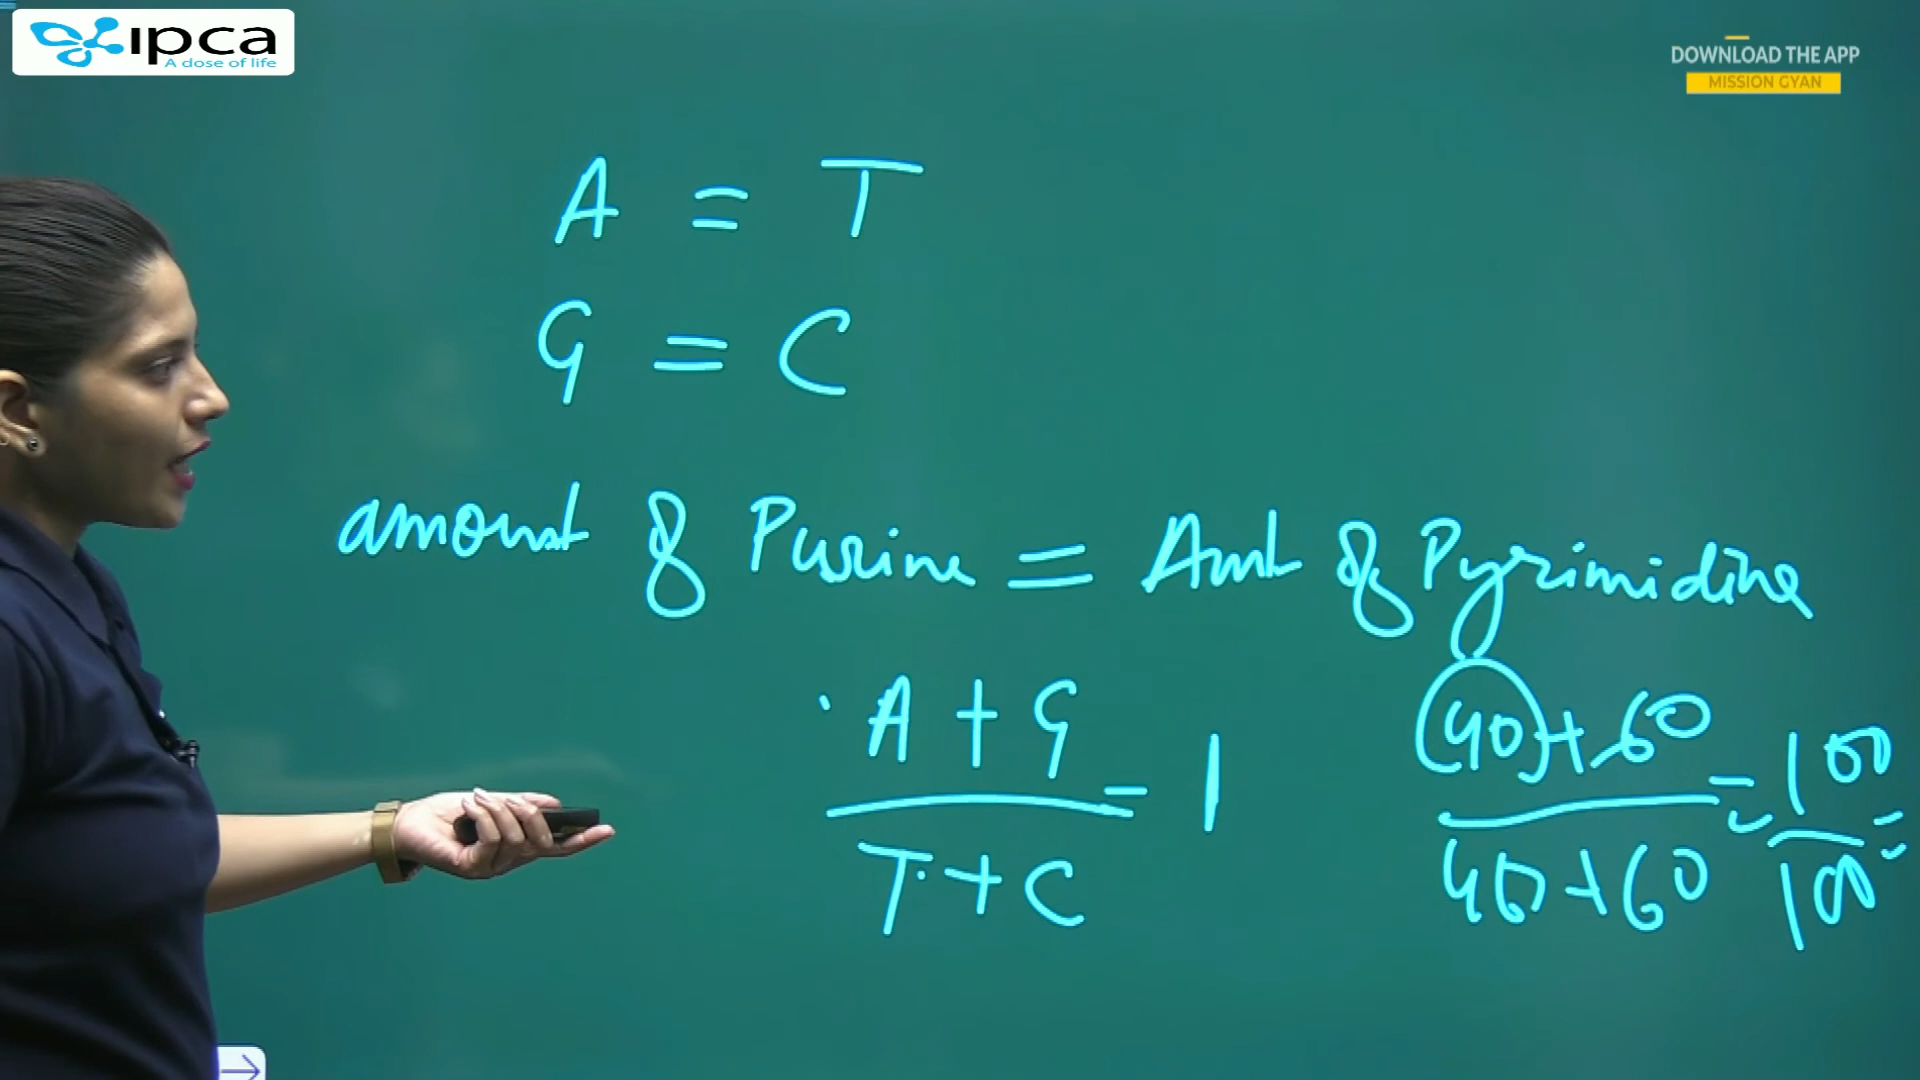 ipca
A dose of life
DOWNLOAD THE APP
MISSION GYAN
A = T
G = C
amount of Purine = Amt of Pyrimidine
A + G / T + C = 1
40 + 60 / 40 + 60 = 100 / 100 =